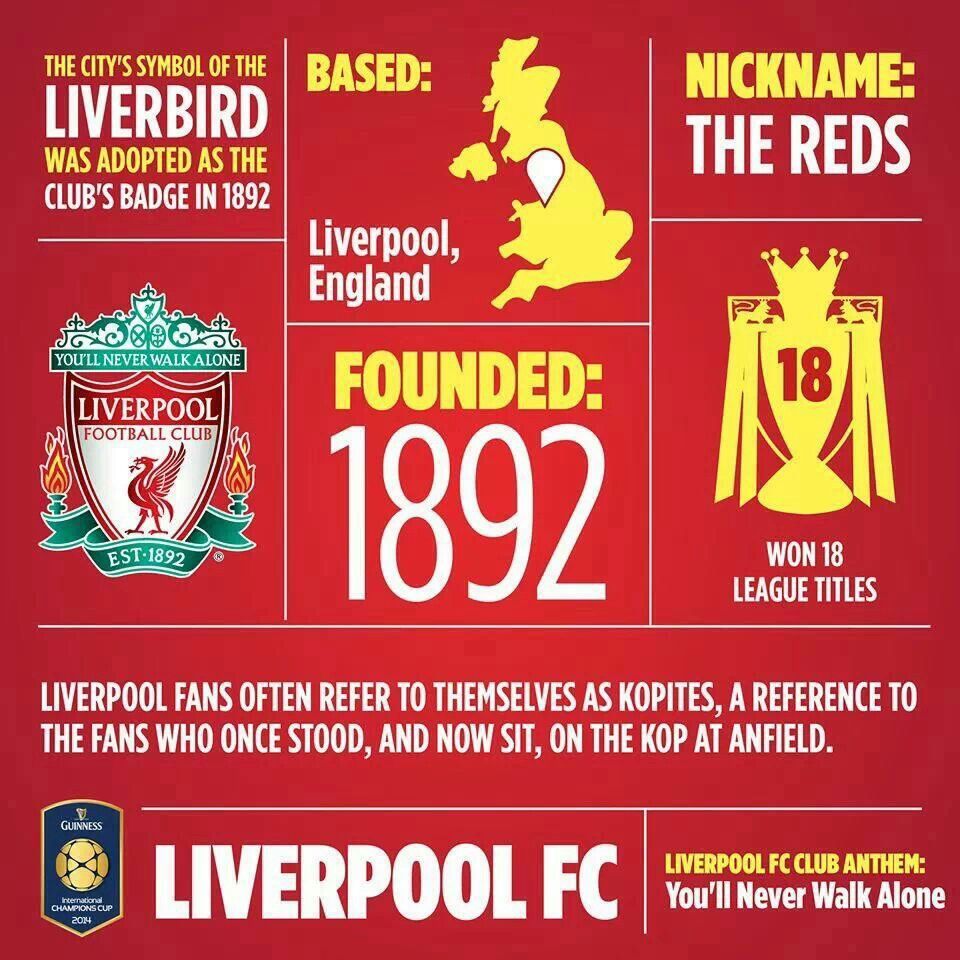 THE CITY'S SYMBOL OF THE
LIVERBIRD
WAS ADOPTED AS THE
CLUB'S BADGE IN 1892
BASED:
Liverpool,
England
NICKNAME:
THE REDS
YOU'LL NEVER WALK ALONE
LIVERPOOL
FOOTBALL CLUB
EST·1892
®
FOUNDED:
1892
18
WON 18
LEAGUE TITLES
LIVERPOOL FANS OFTEN REFER TO THEMSELVES AS KOPITES, A REFERENCE TO
THE FANS WHO ONCE STOOD, AND NOW SIT, ON THE KOP AT ANFIELD.
GUINNESS
International
CHAMPIONS CUP
2014
LIVERPOOL FC
LIVERPOOL FC CLUB ANTHEM:
You'll Never Walk Alone